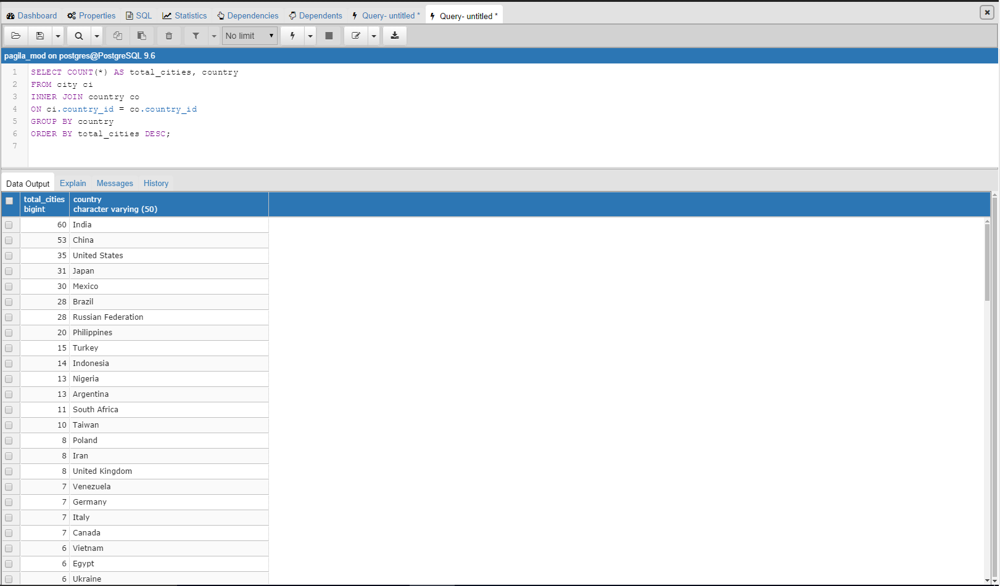 Dashboard Properties SQL Statistics Dependencies Dependents Query- untitled * Query- untitled *
No limit
pagila_mod on postgres@PostgreSQL 9.6
1 SELECT COUNT(*) AS total_cities, country
2 FROM city ci
3 INNER JOIN country co
4 ON ci.country_id = co.country_id
5 GROUP BY country
6 ORDER BY total_cities DESC;
7
Data Output Explain Messages History
total_cities country
bigint character varying (50)
60 India
53 China
35 United States
31 Japan
30 Mexico
28 Brazil
28 Russian Federation
20 Philippines
15 Turkey
14 Indonesia
13 Nigeria
13 Argentina
11 South Africa
10 Taiwan
8 Poland
8 Iran
8 United Kingdom
7 Venezuela
7 Germany
7 Italy
7 Canada
6 Vietnam
6 Egypt
6 Ukraine